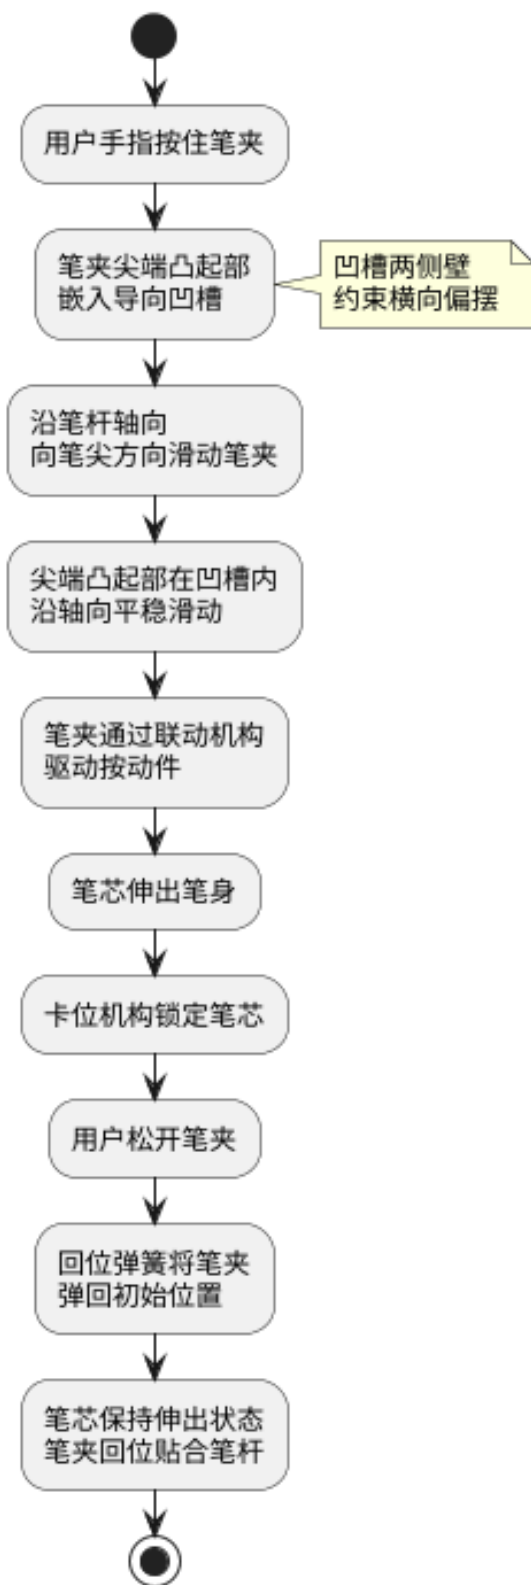 用户手指按住笔夹
笔夹尖端凸起部
嵌入导向凹槽
凹槽两侧壁
约束横向偏摆
沿笔杆轴向
向笔尖方向滑动笔夹
尖端凸起部在凹槽内
沿轴向平稳滑动
笔夹通过联动机构
驱动按动件
笔芯伸出笔身
卡位机构锁定笔芯
用户松开笔夹
回位弹簧将笔夹
弹回初始位置
笔芯保持伸出状态
笔夹回位贴合笔杆